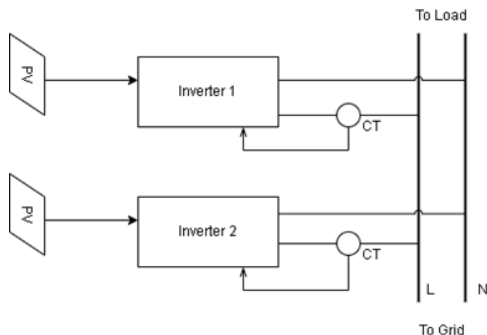 To Load
PV
Inverter 1
CT
PV
Inverter 2
CT
L
N
To Grid